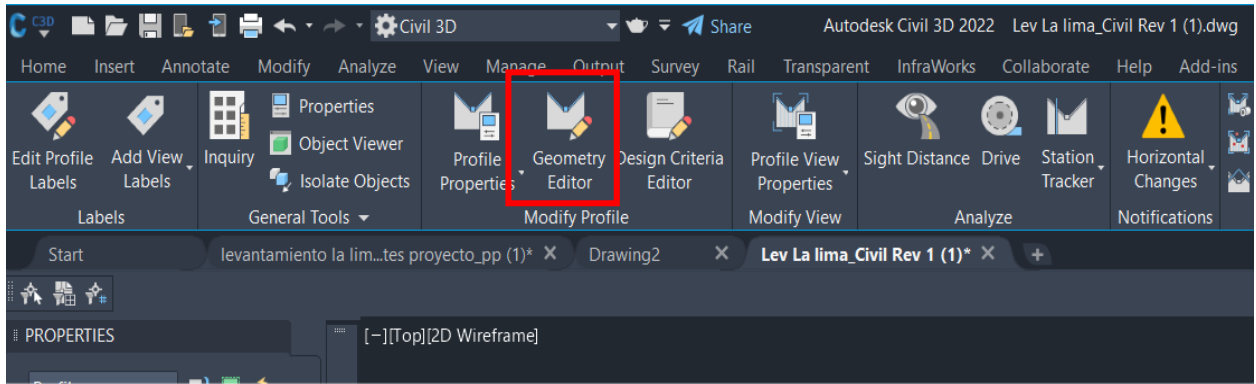 C3D Civil 3D Share Autodesk Civil 3D 2022 Lev La lima_Civil Rev 1 (1).dwg
Home Insert Annotate Modify Analyze View Manage Output Survey Rail Transparent InfraWorks Collaborate Help Add-ins
Edit Profile Labels
Add View Labels
Inquiry
Properties
Object Viewer
Isolate Objects
Profile Properties
Geometry Editor
Design Criteria Editor
Profile View Properties
Sight Distance
Drive
Station Tracker
Horizontal Changes
Labels General Tools Modify Profile Modify View Analyze Notifications
Start levantamiento la lim...tes proyecto_pp (1)* Drawing2 Lev La lima_Civil Rev 1 (1)*
PROPERTIES
[−][Top][2D Wireframe]